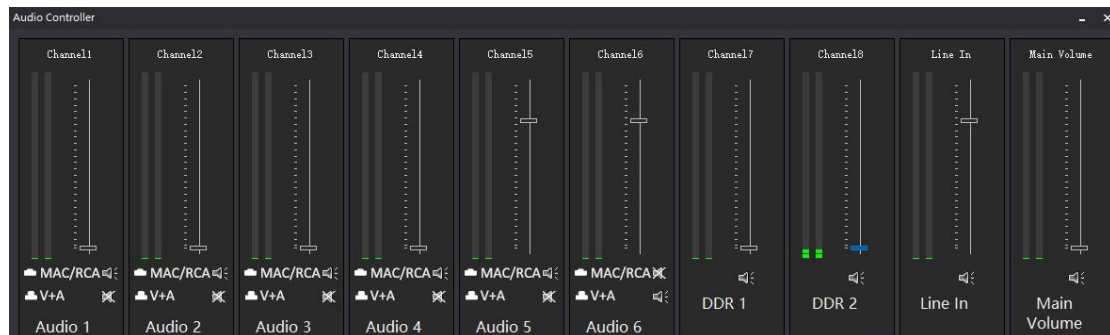 Audio Controller
Channel1
Channel2
Channel3
Channel4
Channel5
Channel6
Channel7
Channel8
Line In
Main Volume
MAC/RCA
MAC/RCA
MAC/RCA
MAC/RCA
MAC/RCA
MAC/RCA
V+A
V+A
V+A
V+A
V+A
V+A
DDR 1
DDR 2
Line In
Main
Volume
Audio 1
Audio 2
Audio 3
Audio 4
Audio 5
Audio 6